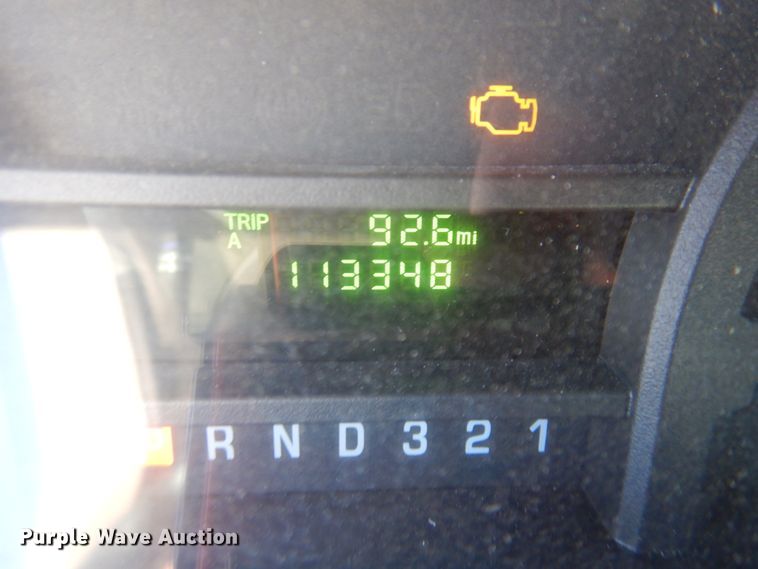 TRIP 92.6mi
A
113348
P R N D 3 2 1
Purple Wave Auction